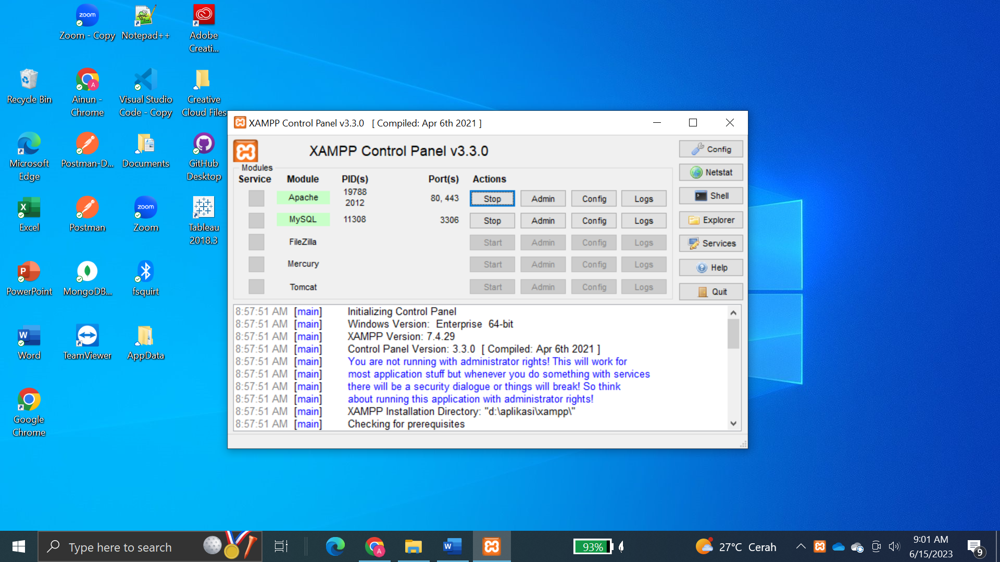 Zoom - Copy
Notepad++
Adobe
Creati...
Recycle Bin
Ainun -
Chrome
Visual Studio
Code - Copy
Creative
Cloud Files
Microsoft
Edge
Postman-D...
Documents
GitHub
Desktop
Excel
Postman
zoom
Zoom
Tableau
2018.3
PowerPoint
MongoDB...
fsquirt
Word
TeamViewer
AppData
Google
Chrome
XAMPP Control Panel v3.3.0 [ Compiled: Apr 6th 2021 ]
XAMPP Control Panel v3.3.0
Modules
Service Module PID(s) Port(s) Actions
Apache 19788 2012 80, 443 Stop Admin Config Logs
MySQL 11308 3306 Stop Admin Config Logs
FileZilla Start Admin Config Logs
Mercury Start Admin Config Logs
Tomcat Start Admin Config Logs
Config
Netstat
Shell
Explorer
Services
Help
Quit
8:57:51 AM [main] Initializing Control Panel
8:57:51 AM [main] Windows Version: Enterprise 64-bit
8:57:51 AM [main] XAMPP Version: 7.4.29
8:57:51 AM [main] Control Panel Version: 3.3.0 [ Compiled: Apr 6th 2021 ]
8:57:51 AM [main] You are not running with administrator rights! This will work for
8:57:51 AM [main] most application stuff but whenever you do something with services
8:57:51 AM [main] there will be a security dialogue or things will break! So think
8:57:51 AM [main] about running this application with administrator rights!
8:57:51 AM [main] XAMPP Installation Directory: "d:\aplikasi\xampp\"
8:57:51 AM [main] Checking for prerequisites
Type here to search
93%
27°C Cerah
9:01 AM
6/15/2023
9